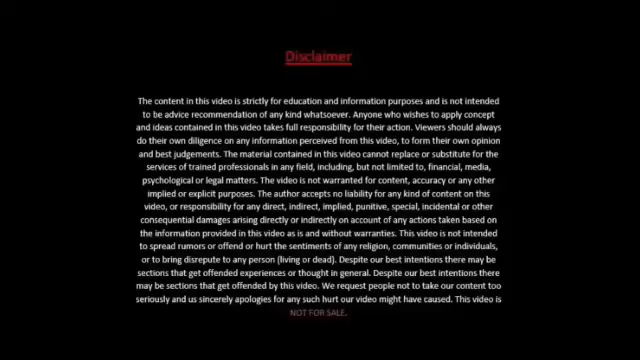 Disclaimer
The content in this video is strictly for education and information purposes and is not intended
to be advice recommendation of any kind whatsoever. Anyone who wishes to apply concept
and ideas contained in this video takes full responsibility for their action. Viewers should always
do their own diligence on any information perceived from this video, to form their own opinion
and best judgements. The material contained in this video cannot replace or substitute for the
services of trained professionals in any field, including, but not limited to, financial, media,
psychological or legal matters. The video is not warranted for content, accuracy or any other
implied or explicit purposes. The author accepts no liability for any kind of content on this
video, or responsibility for any direct, indirect, implied, punitive, special, incidental or other
consequential damages arising directly or indirectly on account of any actions taken based on
the information provided in this video as is and without warranties. This video is not intended
to spread rumors or offend or hurt the sentiments of any religion, communities or individuals,
or to bring disrepute to any person (living or dead). Despite our best intentions there may be
sections that get offended experiences or thought in general. Despite our best intentions there
may be sections that get offended by this video. We request people not to take our content too
seriously and us sincerely apologies for any such hurt our video might have caused. This video is
NOT FOR SALE.